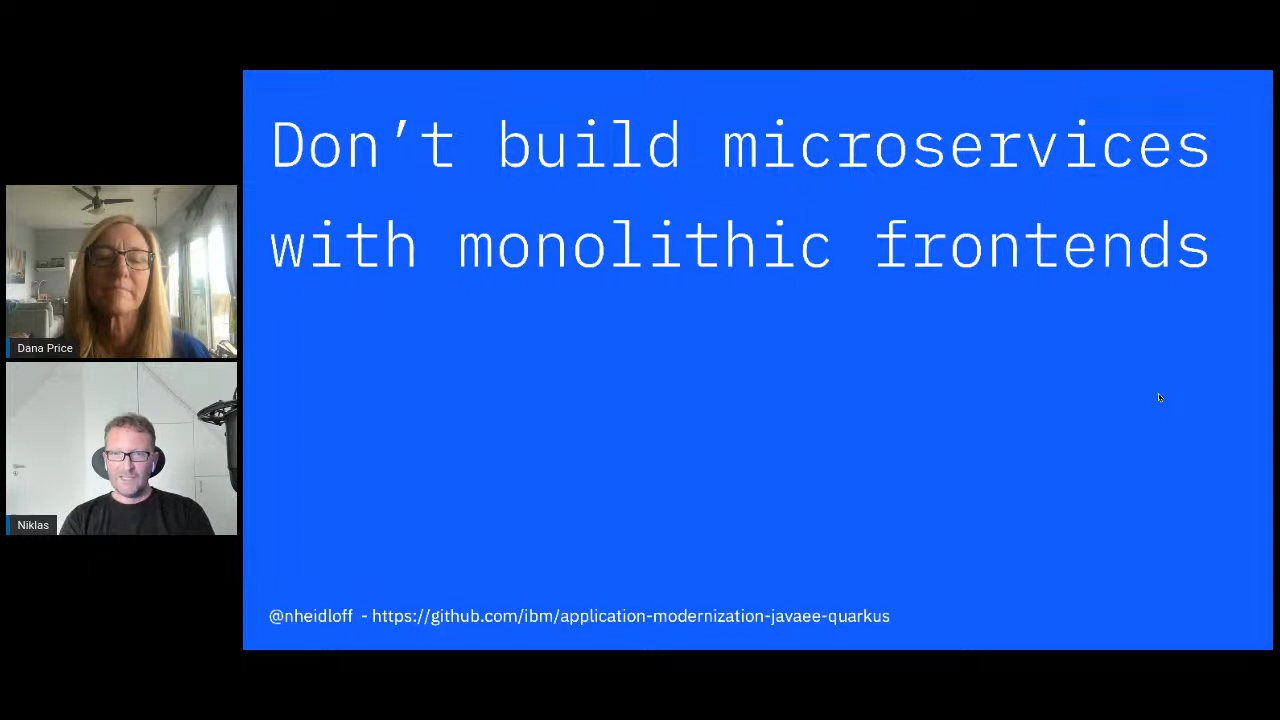 Don’t build microservices
with monolithic frontends
Dana Price
Niklas
@nheidloff - https://github.com/ibm/application-modernization-javaee-quarkus